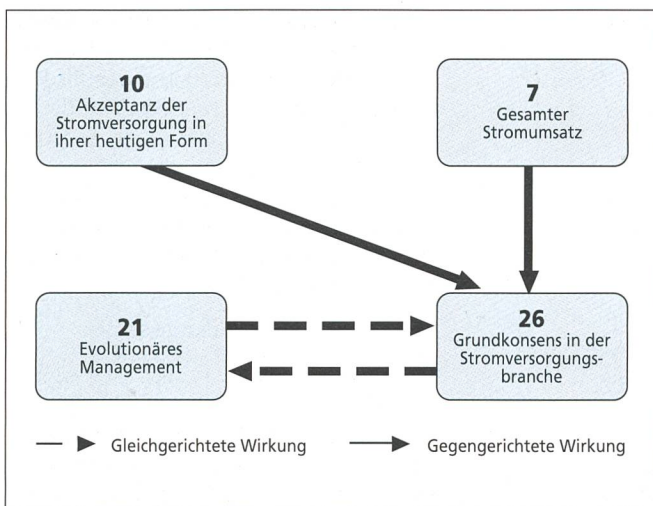 10
Akzeptanz der
Stromversorgung in
ihrer heutigen Form
7
Gesamter
Stromumsatz
21
Evolutionäres
Management
26
Grundkonsens in der
Stromversorgungs-
branche
Gleichgerichtete Wirkung
Gegengerichtete Wirkung